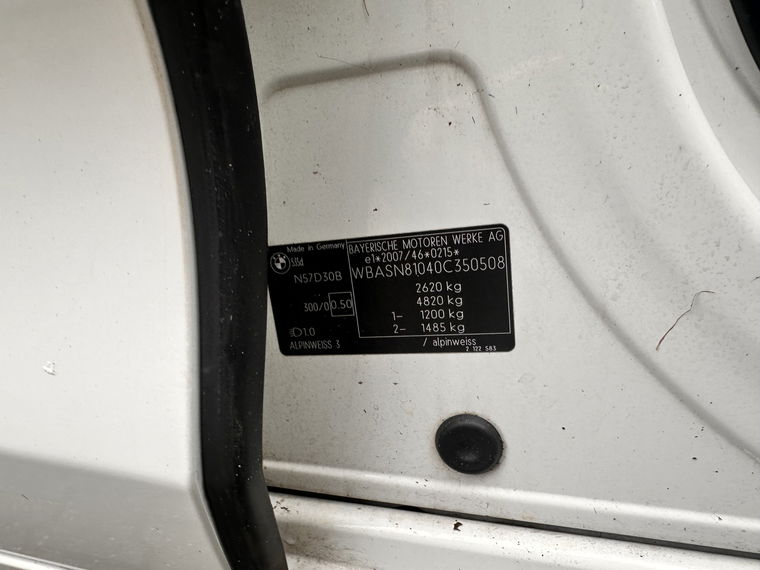 Made in Germany
BAYERISCHE MOTOREN WERKE AG
e1*2007/46*0215*
WBASN81040C350508
N57D30B
2620 kg
4820 kg
300/0 0.50
1– 1200 kg
2– 1485 kg
1.0
ALPINWEISS 3 / alpinweiss
2 122 583